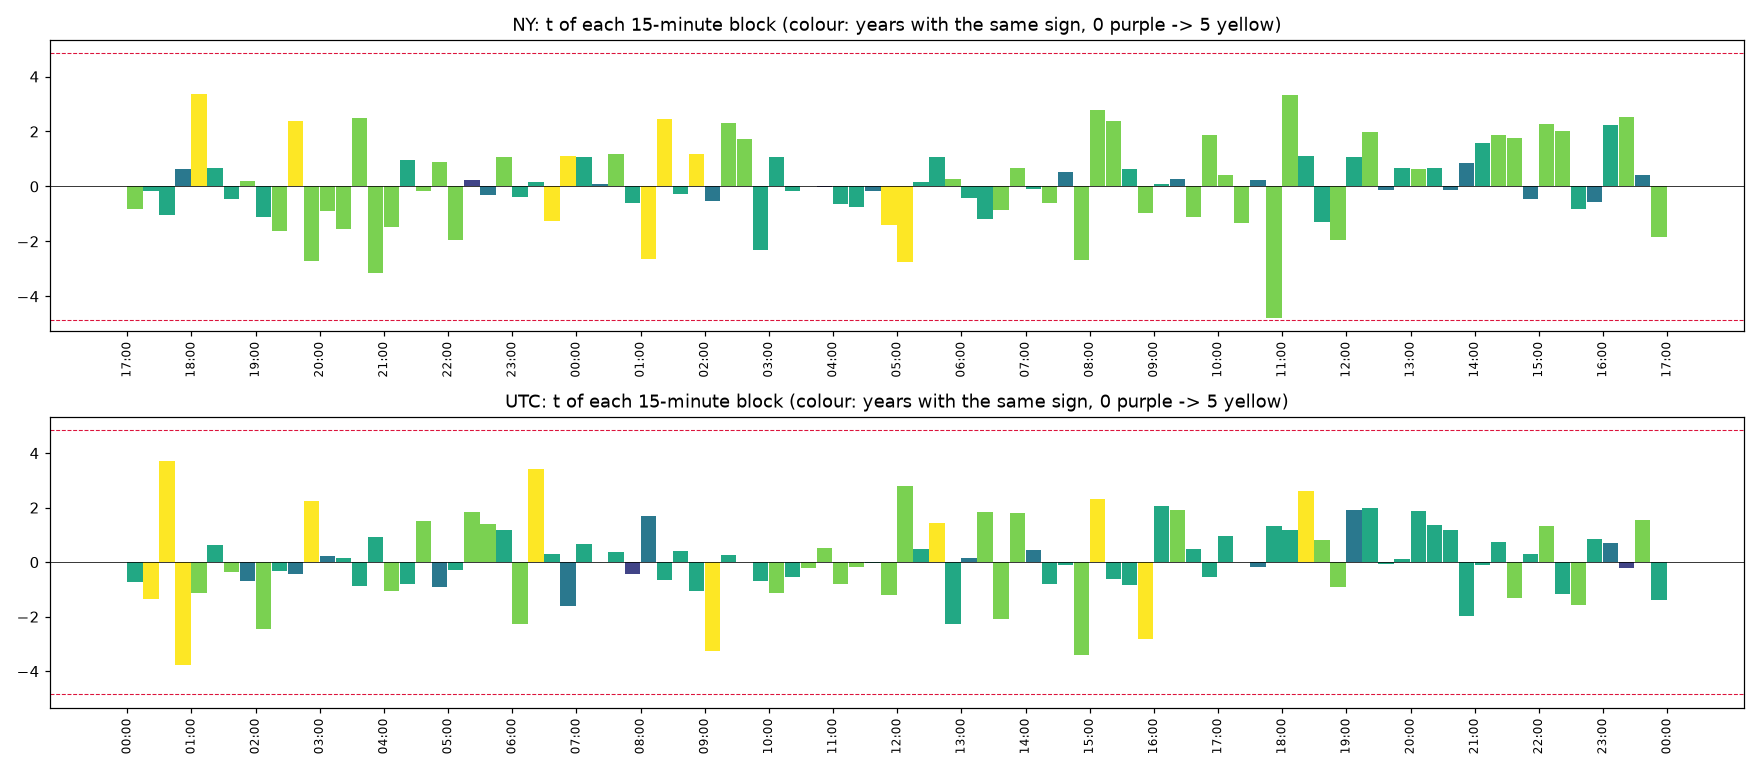 NY: t of each 15-minute block (colour: years with the same sign, 0 purple -> 5 yellow)
4
2
0
−2
−4
17:00 18:00 19:00 20:00 21:00 22:00 23:00 00:00 01:00 02:00 03:00 04:00 05:00 06:00 07:00 08:00 09:00 10:00 11:00 12:00 13:00 14:00 15:00 16:00 17:00
UTC: t of each 15-minute block (colour: years with the same sign, 0 purple -> 5 yellow)
4
2
0
−2
−4
00:00 01:00 02:00 03:00 04:00 05:00 06:00 07:00 08:00 09:00 10:00 11:00 12:00 13:00 14:00 15:00 16:00 17:00 18:00 19:00 20:00 21:00 22:00 23:00 00:00